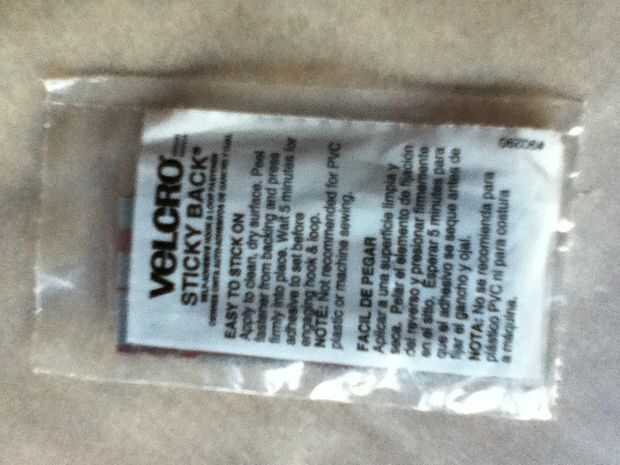 VELCRO
STICKY BACK®
EASY TO STICK ON
Apply to clean, dry surface. Peel
fastener from backing and press
firmly into place. Wait 5 minutes for
adhesive to set before
engaging hook & loop.
NOTE: Not recommended for PVC
plastic or machine sewing.
FACIL DE PEGAR
Aplicar a una superficie limpia y
seca. Pelar el elemento de fijación
del reverso y presionar firmemente
en el sitio. Esperar 5 minutos para
que el adhesivo se seque antes de
fijar el gancho y ojal.
NOTA: No se recomienda para
plástico PVC ni para costura
a máquina.